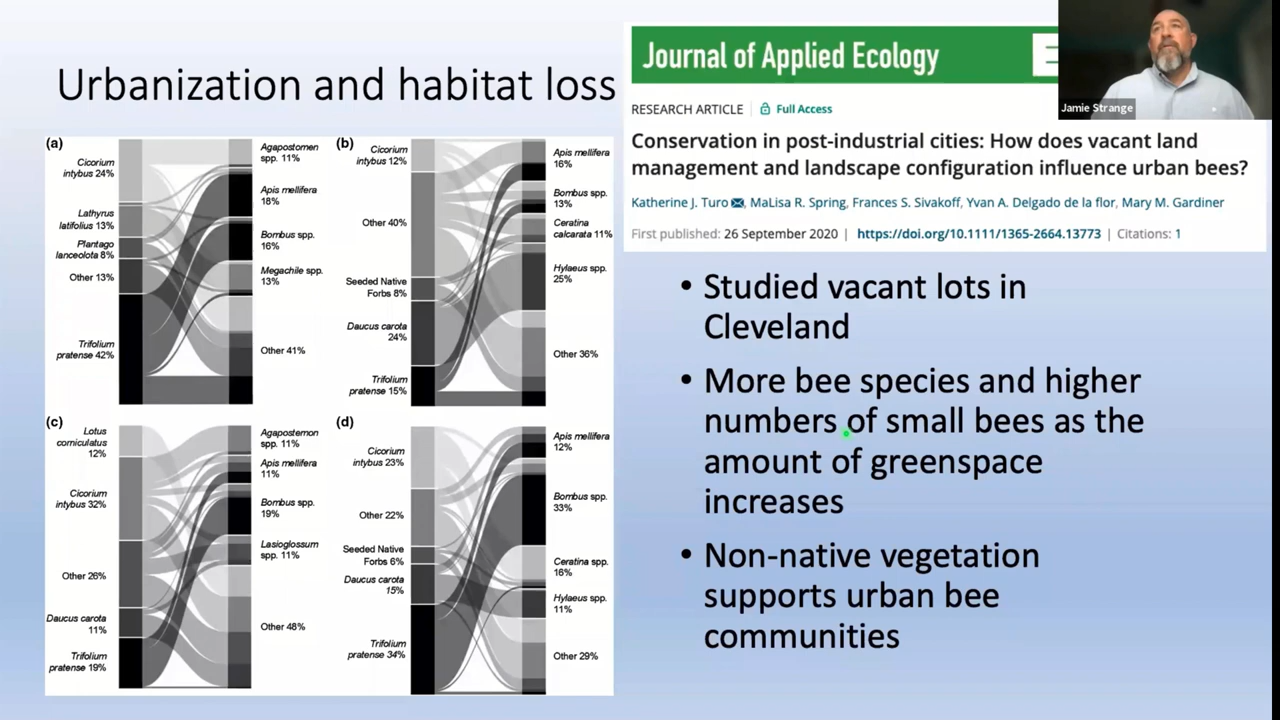 Urbanization and habitat loss
Journal of Applied Ecology
Jamie Strange
RESEARCH ARTICLE | Full Access
Conservation in post-industrial cities: How does vacant land
management and landscape configuration influence urban bees?
Katherine J. Turo, MaLisa R. Spring, Frances S. Sivakoff, Yvan A. Delgado de la flor, Mary M. Gardiner
First published: 26 September 2020 | https://doi.org/10.1111/1365-2664.13773 | Citations: 1
(a)
Cicorium
intybus 24%
Lathyrus
latifolius 13%
Plantago
lanceolota 8%
Other 13%
Trifolium
pratense 42%
Agapostomen
spp. 11%
Apis mellifera
18%
Bombus spp.
16%
Megachile spp.
13%
Other 41%
(b)
Cicorium
intybus 12%
Other 40%
Seeded Native
Forbs 8%
Daucus carota
24%
Trifolium
pratense 15%
Apis mellifera
16%
Bombus spp.
13%
Ceratina
calcarata 11%
Hylaeus spp.
25%
Other 36%
(c)
Lotus
corniculatus
12%
Cicorium
intybus 32%
Other 26%
Daucus carota
11%
Trifolium
pratense 19%
Agapostemon
spp. 11%
Apis mellifera
11%
Bombus spp.
19%
Lasioglossum
spp. 11%
Other 48%
(d)
Cicorium
intybus 23%
Other 22%
Seeded Native
Forbs 6%
Daucus carota
15%
Trifolium
pratense 34%
Apis mellifera
12%
Bombus spp.
33%
Ceratina spp.
16%
Hylaeus spp.
11%
Other 29%
• Studied vacant lots in
Cleveland
• More bee species and higher
numbers of small bees as the
amount of greenspace
increases
• Non-native vegetation
supports urban bee
communities